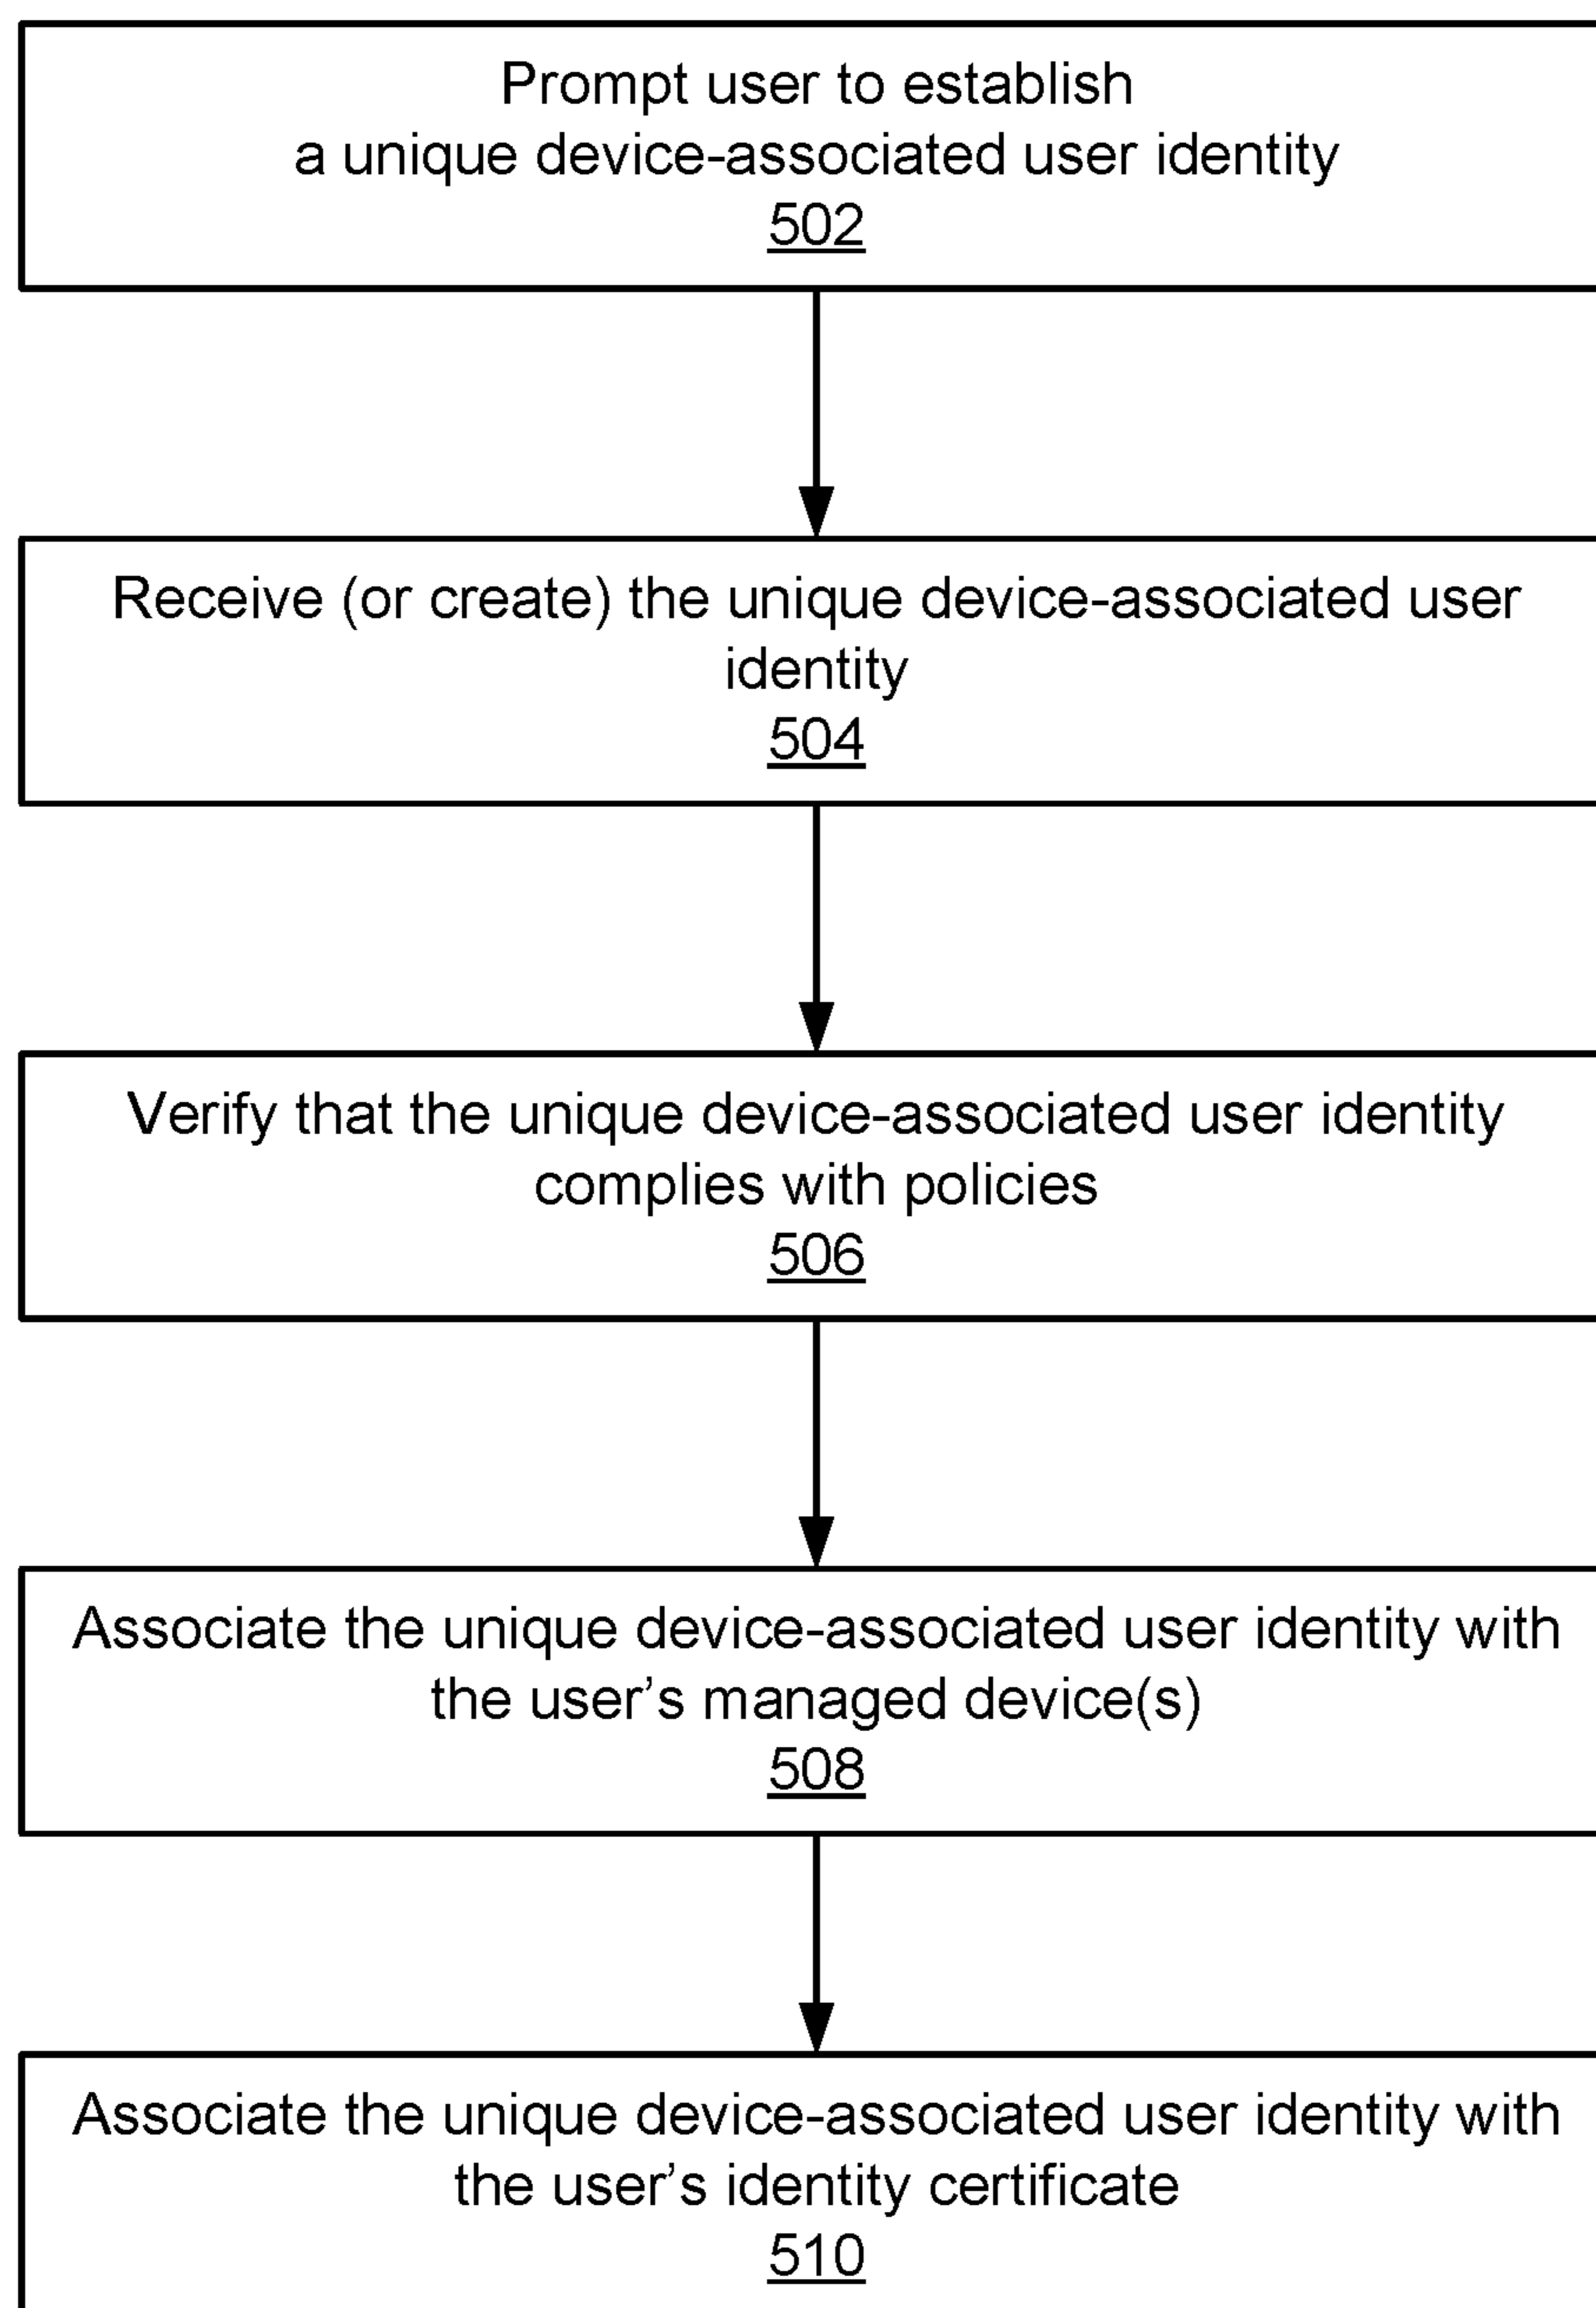 Prompt user to establish
a unique device-associated user identity
502
Receive (or create) the unique device-associated user
identity
504
Verify that the unique device-associated user identity
complies with policies
506
Associate the unique device-associated user identity with
the user’s managed device(s)
508
Associate the unique device-associated user identity with
the user’s identity certificate
510